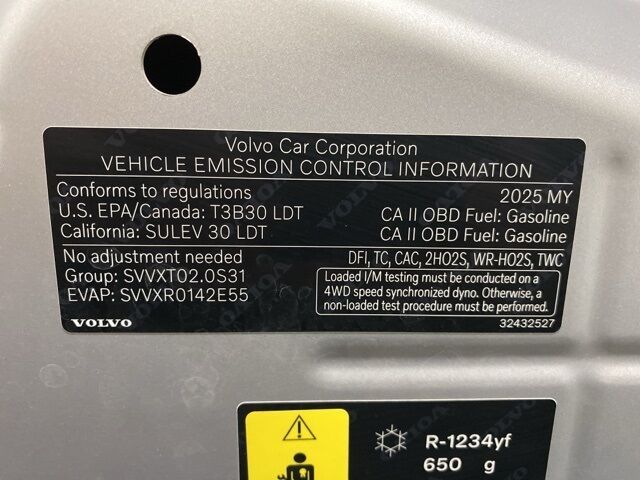 Volvo Car Corporation
VEHICLE EMISSION CONTROL INFORMATION
Conforms to regulations 2025 MY
U.S. EPA/Canada: T3B30 LDT CA II OBD Fuel: Gasoline
California: SULEV 30 LDT CA II OBD Fuel: Gasoline
No adjustment needed DFI, TC, CAC, 2HO2S, WR-HO2S, TWC
Group: SVVXT02.0S31
EVAP: SVVXR0142E55
Loaded I/M testing must be conducted on a
4WD speed synchronized dyno. Otherwise, a
non-loaded test procedure must be performed.
VOLVO 32432527
R-1234yf
650 g